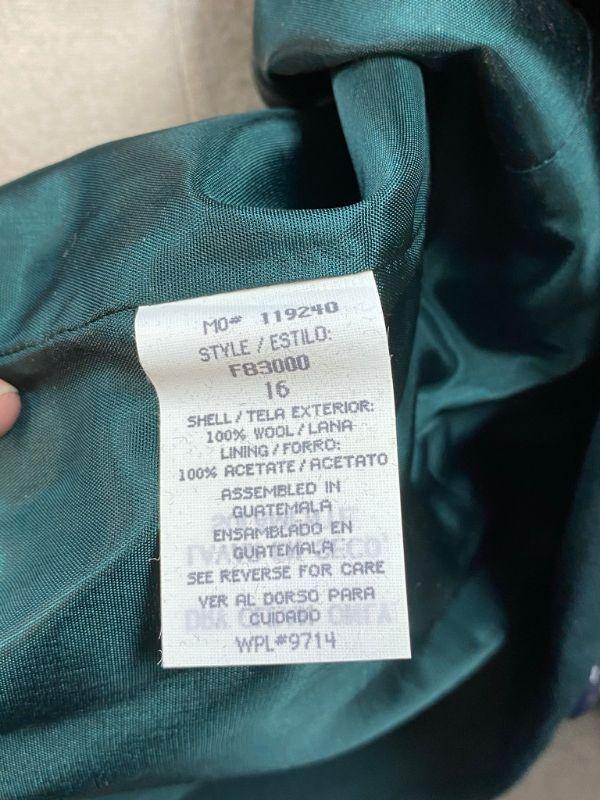 MO# 119240
STYLE / ESTILO:
F83000
16
SHELL / TELA EXTERIOR:
100% WOOL / LANA
LINING / FORRO:
100% ACETATE / ACETATO
ASSEMBLED IN
GUATEMALA
ENSAMBLADO EN
GUATEMALA
SEE REVERSE FOR CARE
VER AL DORSO PARA
CUIDADO
WPL#9714